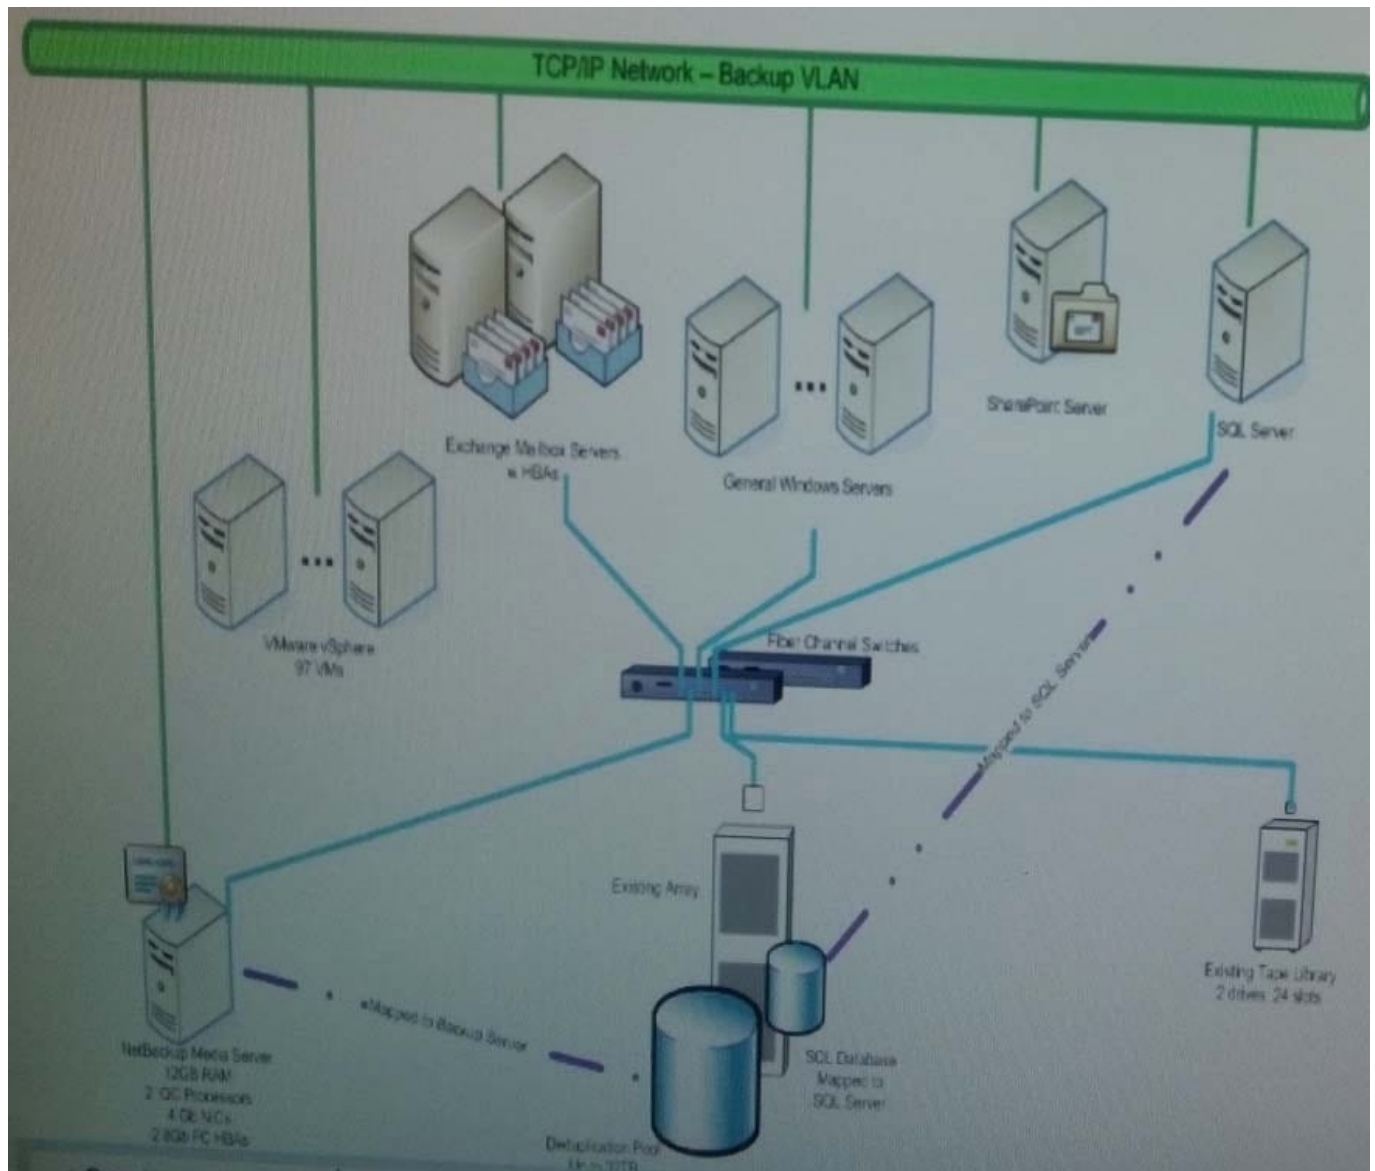 TCP/IP Network – Backup VLAN
Exchange Mailbox Servers
w HBAs
General Windows Servers
SharePoint Server
SQL Server
VMware vSphere
97 VMs
Fiber Channel Switches
Mapped to SQL Server
Existing Array
Existing Tape Library
2 drives 24 slots
Mapped to Backup Server
NetBackup Media Server
12GB RAM
2 QC Processors
4 Gb NICs
2 8Gb FC HBAs
SQL Database
Mapped to
SQL Server
Deduplication Pool
Up to 32TB